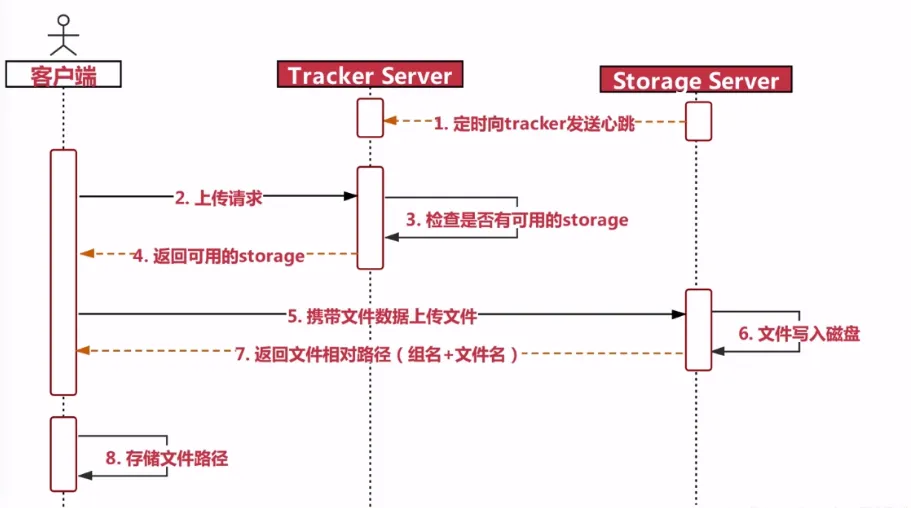 客户端
Tracker Server
Storage Server
1. 定时向tracker发送心跳
2. 上传请求
3. 检查是否有可用的storage
4. 返回可用的storage
5. 携带文件数据上传文件
6. 文件写入磁盘
7. 返回文件相对路径（组名+文件名）
8. 存储文件路径